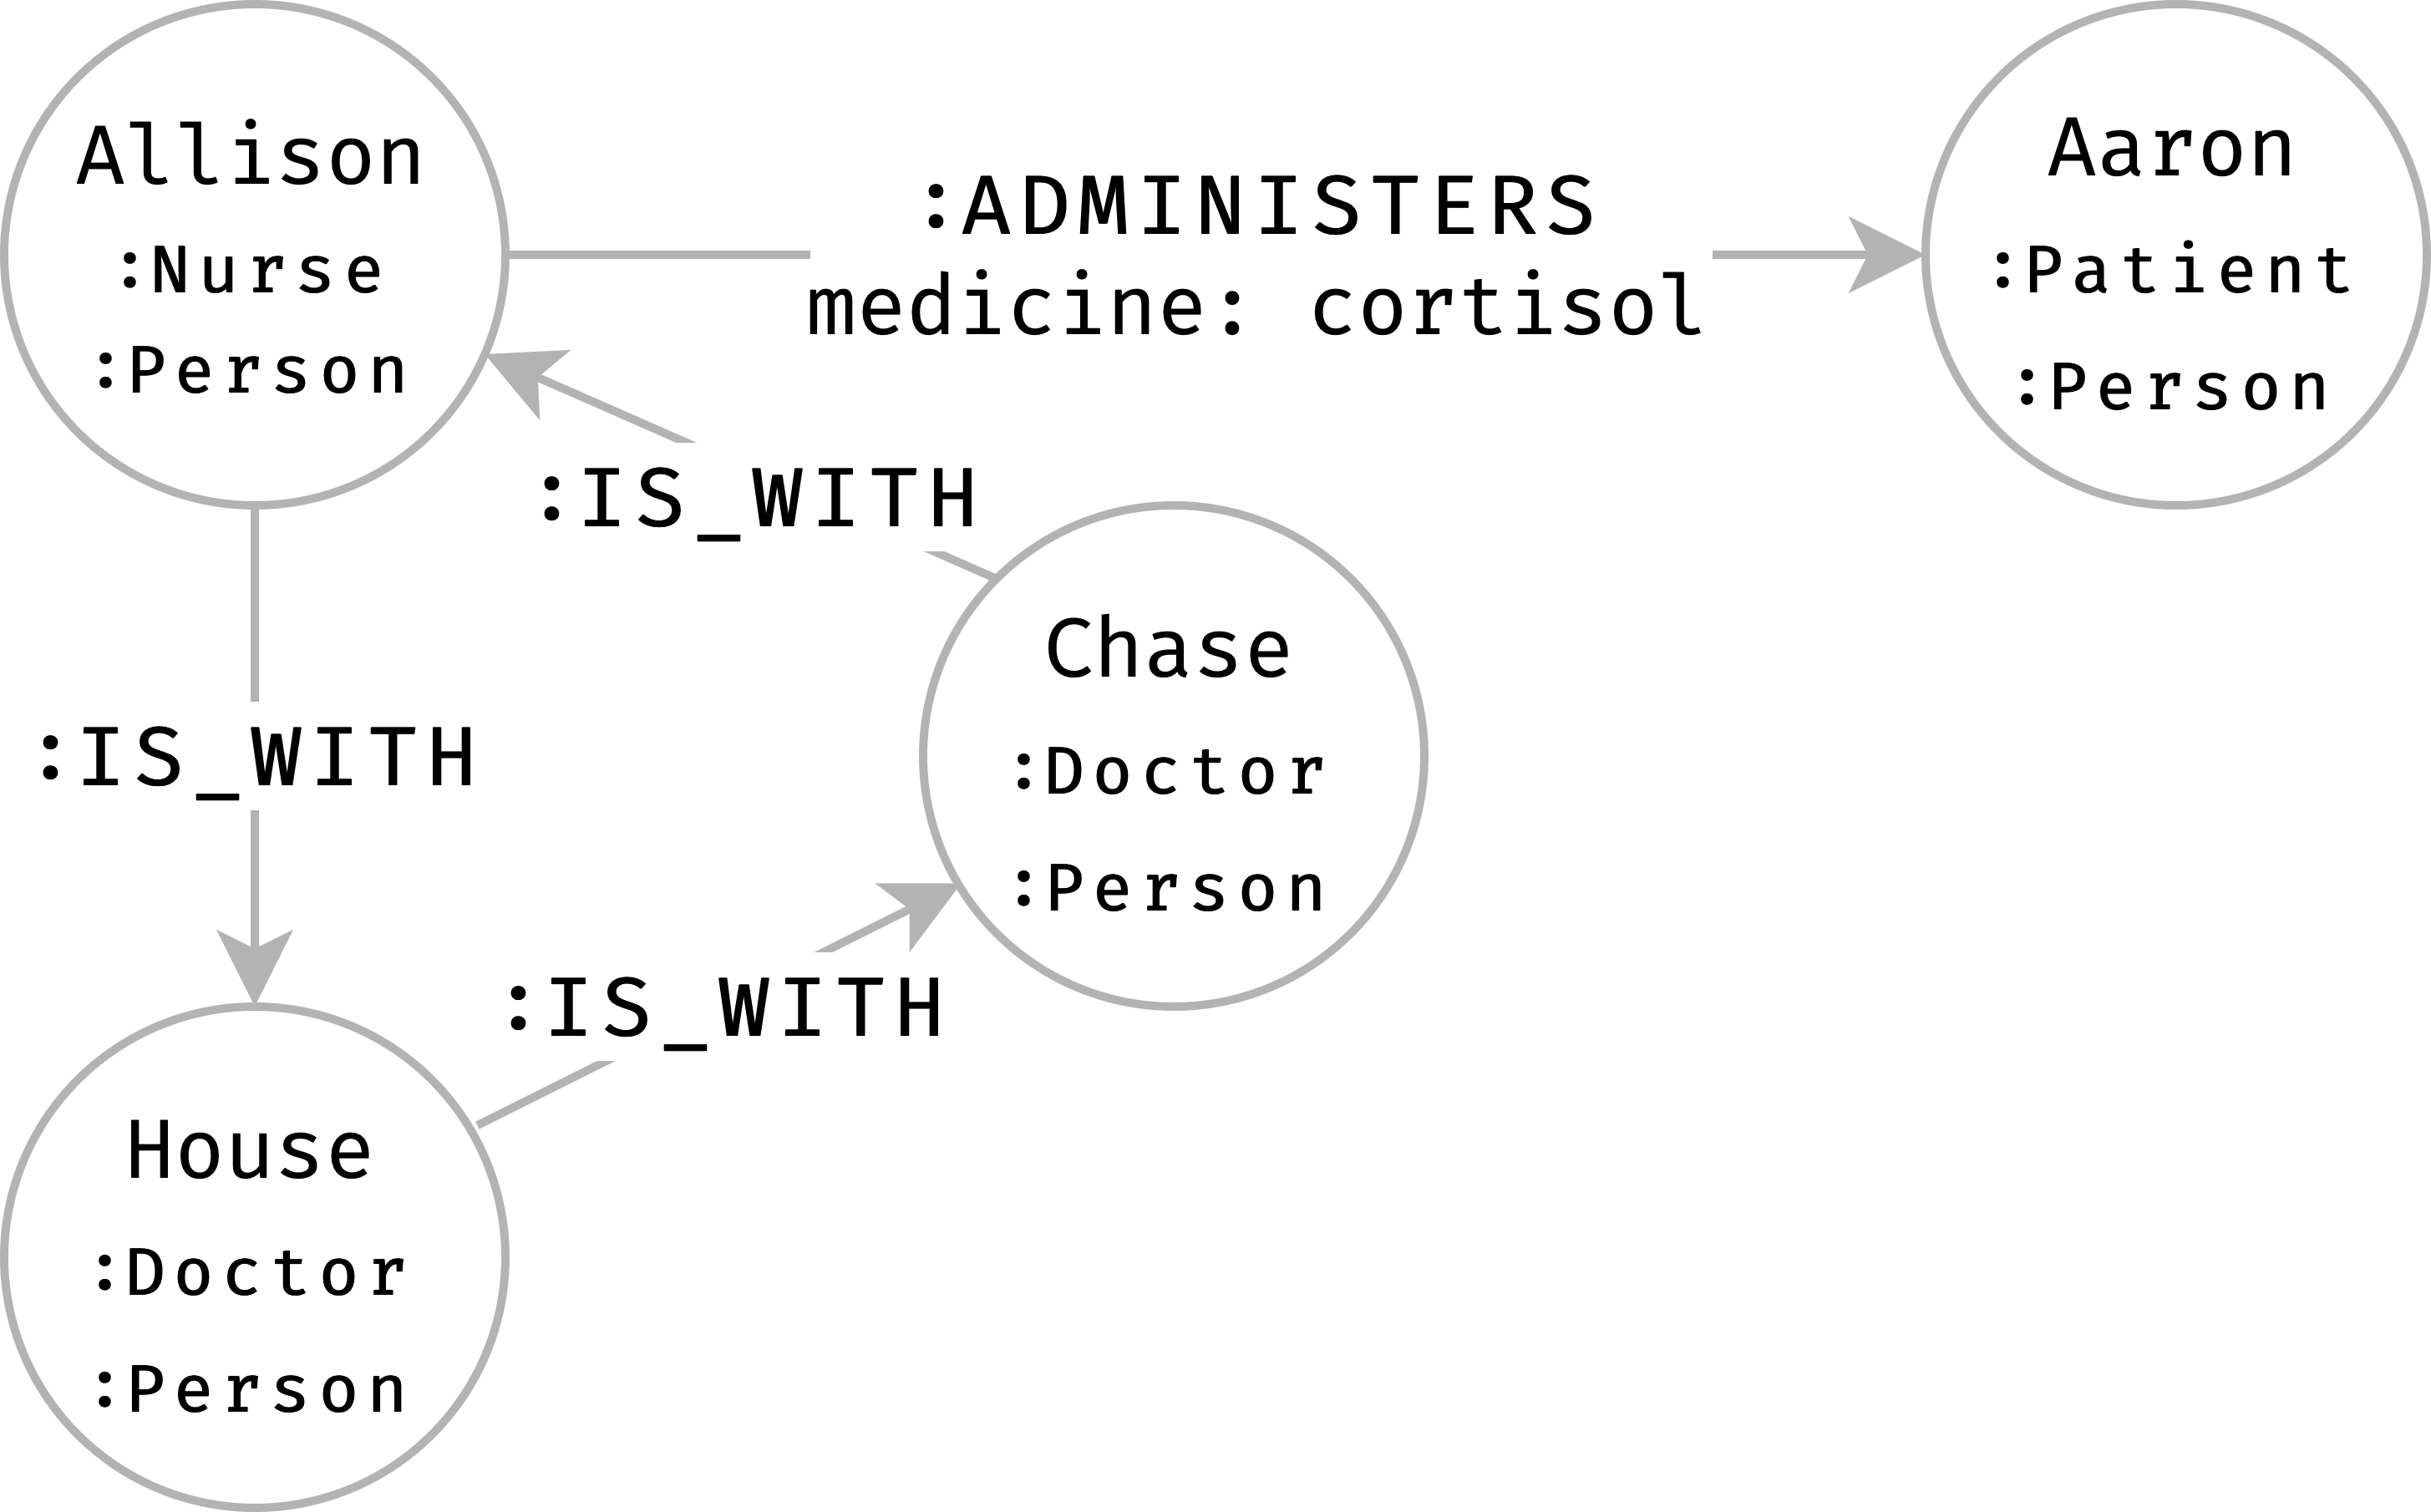 Allison
:Nurse
:Person
:ADMINISTERS
medicine: cortisol
Aaron
:Patient
:Person
:IS_WITH
Chase
:Doctor
:Person
:IS_WITH
:IS_WITH
House
:Doctor
:Person